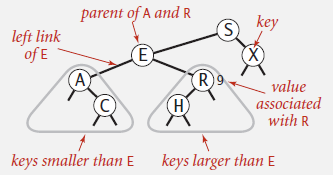 parent of A and R
key
left link
of E
S
E
X
A
R 9
C
H
value
associated
with R
keys smaller than E
keys larger than E